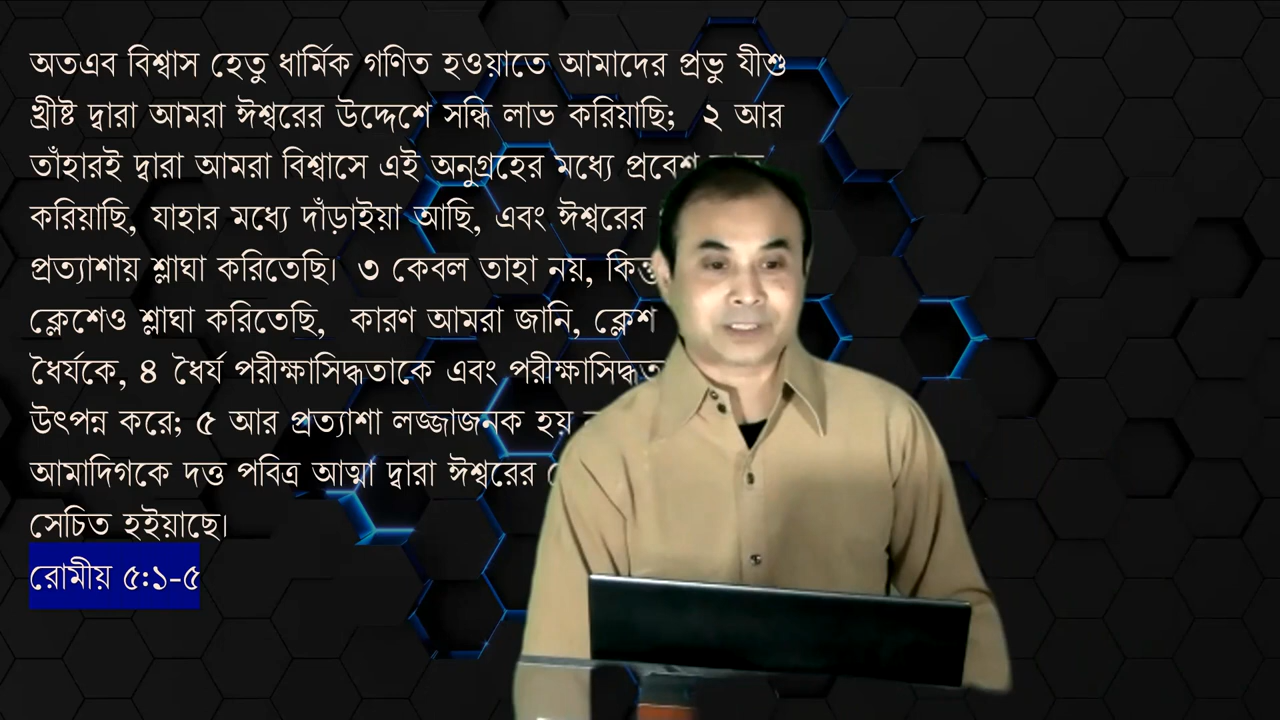 অতএব বিশ্বাস হেতু ধার্মিক গণিত হওয়াতে আমাদের প্রভু যীশু
খ্রীষ্ট দ্বারা আমরা ঈশ্বরের উদ্দেশে সন্ধি লাভ করিয়াছি; ২ আর
তাঁহারই দ্বারা আমরা বিশ্বাসে এই অনুগ্রহের মধ্যে প্রবেশ
করিয়াছি, যাহার মধ্যে দাঁড়াইয়া আছি, এবং ঈশ্বরের
প্রত্যাশায় শ্লাঘা করিতেছি। ৩ কেবল তাহা নয়, কিন্তু
ক্লেশেও শ্লাঘা করিতেছি, কারণ আমরা জানি, ক্লেশ
ধৈর্যকে, ৪ ধৈর্য পরীক্ষাসিদ্ধতাকে এবং
উৎপন্ন করে; ৫ আর প্রত্যাশা লজ্জাজনক হয়
আমাদিগকে দত্ত পবিত্র আত্মা দ্বারা ঈশ্বরের
সেচিত হইয়াছে।
রোমীয় ৫:১-৫